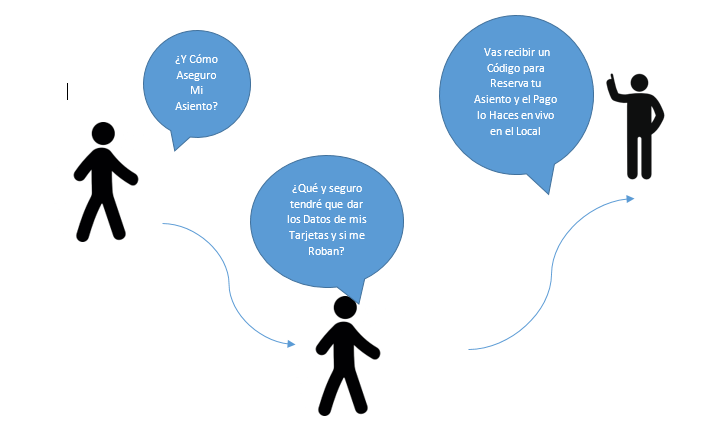 ¿Y Cómo
Aseguro
Mi
Asiento?
¿Qué y seguro
tendré que dar
los Datos de mis
Tarjetas y si me
Roban?
Vas recibir un
Código para
Reserva tu
Asiento y el Pago
lo Haces en vivo
en el Local